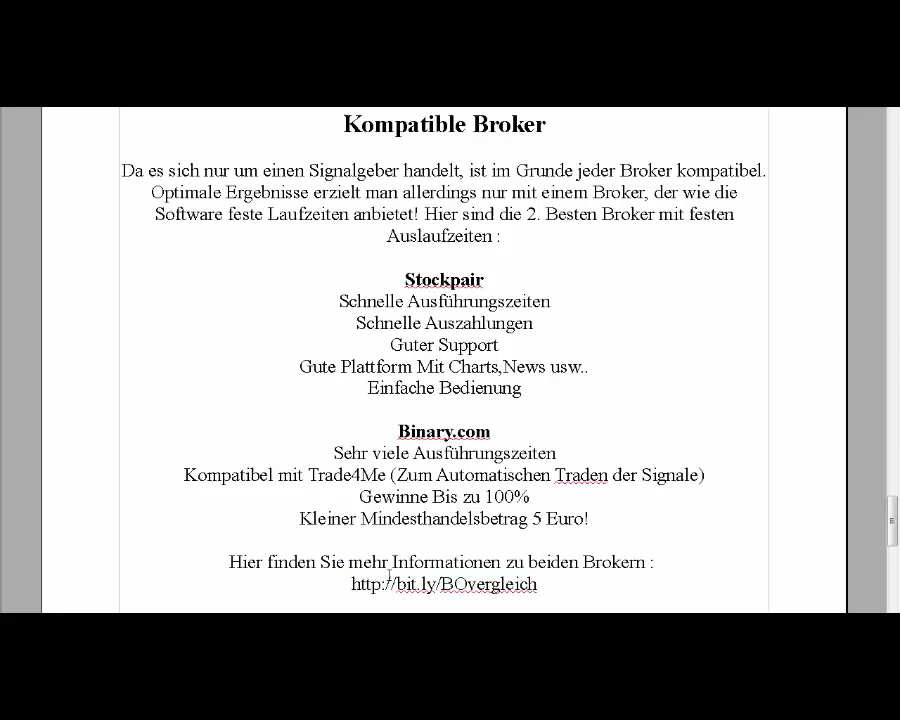 Kompatible Broker
Da es sich nur um einen Signalgeber handelt, ist im Grunde jeder Broker kompatibel.
Optimale Ergebnisse erzielt man allerdings nur mit einem Broker, der wie die
Software feste Laufzeiten anbietet! Hier sind die 2. Besten Broker mit festen
Auslaufzeiten :
Stockpair
Schnelle Ausführungszeiten
Schnelle Auszahlungen
Guter Support
Gute Plattform Mit Charts,News usw..
Einfache Bedienung
Binary.com
Sehr viele Ausführungszeiten
Kompatibel mit Trade4Me (Zum Automatischen Traden der Signale)
Gewinne Bis zu 100%
Kleiner Mindesthandelsbetrag 5 Euro!
Hier finden Sie mehr Informationen zu beiden Brokern :
http://bit.ly/BOvergleich